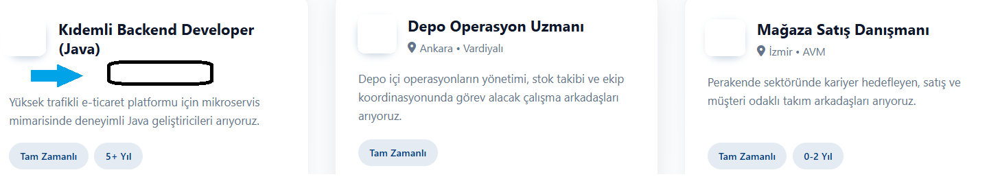 Kıdemli Backend Developer
(Java)
Yüksek trafikli e-ticaret platformu için mikroservis
mimarisinde deneyimli Java geliştiricileri arıyoruz.
Tam Zamanlı
5+ Yıl
Depo Operasyon Uzmanı
Ankara • Vardiyalı
Depo içi operasyonların yönetimi, stok takibi ve ekip
koordinasyonunda görev alacak çalışma arkadaşları
arıyoruz.
Tam Zamanlı
Mağaza Satış Danışmanı
İzmir • AVM
Perakende sektöründe kariyer hedefleyen, satış ve
müşteri odaklı takım arkadaşları arıyoruz.
Tam Zamanlı
0-2 Yıl